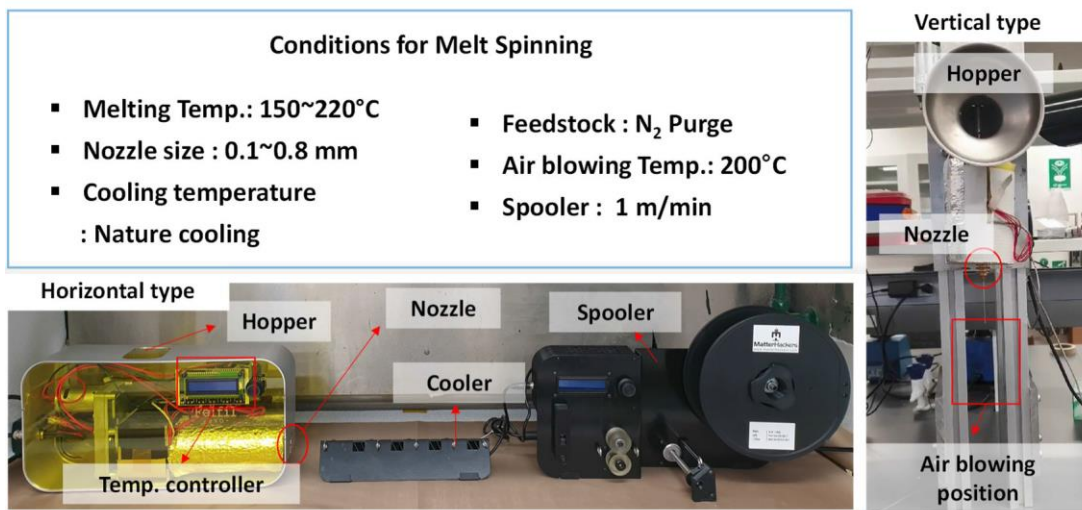 Conditions for Melt Spinning
▪ Melting Temp.: 150~220°C
▪ Nozzle size : 0.1~0.8 mm
▪ Cooling temperature
: Nature cooling
▪ Feedstock : N₂ Purge
▪ Air blowing Temp.: 200°C
▪ Spooler : 1 m/min
Vertical type
Hopper
Nozzle
Air blowing
position
Horizontal type
Hopper
Nozzle
Spooler
Cooler
Temp. controller
Felfil
MatterHackers